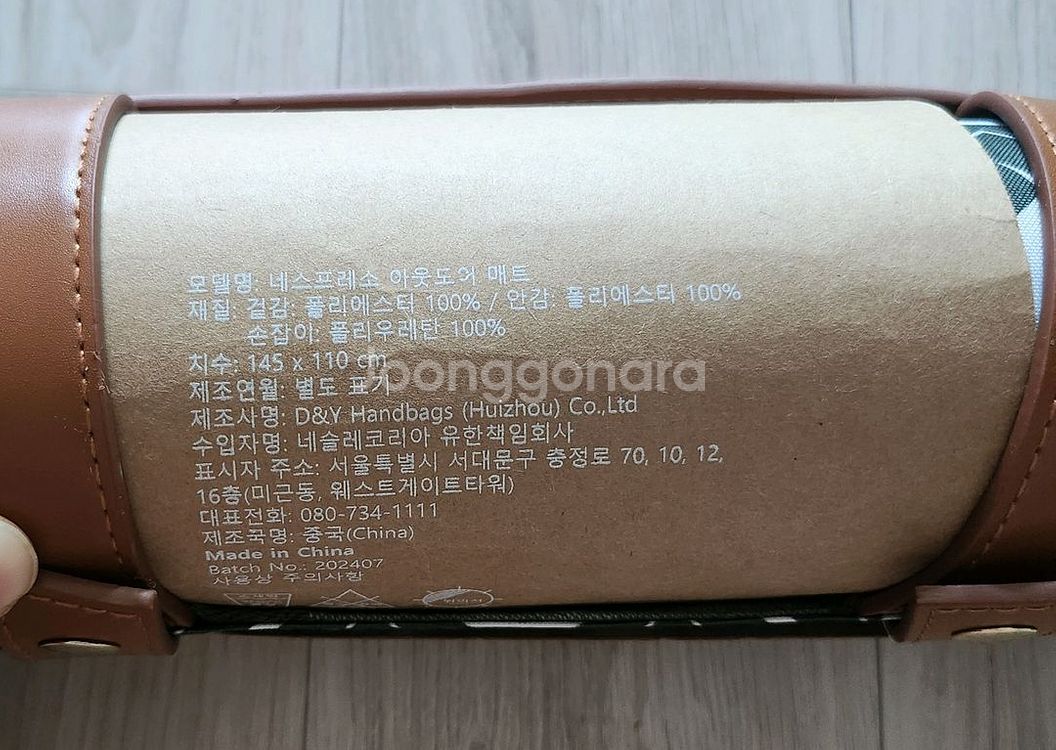 모델명: 네스프레소 아웃도어 매트
재질: 겉감: 폴리에스터 100% / 안감: 폴리에스터 100%
손잡이: 폴리우레탄 100%
치수: 145 x 110 cm
제조연월: 별도 표기
joonggonara
제조사명: D&Y Handbags (Huizhou) Co.,Ltd
수입자명: 네슬레코리아 유한책임회사
표시자 주소: 서울특별시 서대문구 충정로 70, 10, 12,
16층(미근동, 웨스트게이트타워)
대표전화: 080-734-1111
제조국명: 중국(China)
Made in China
Batch No.: 202407
사용상 주의사항